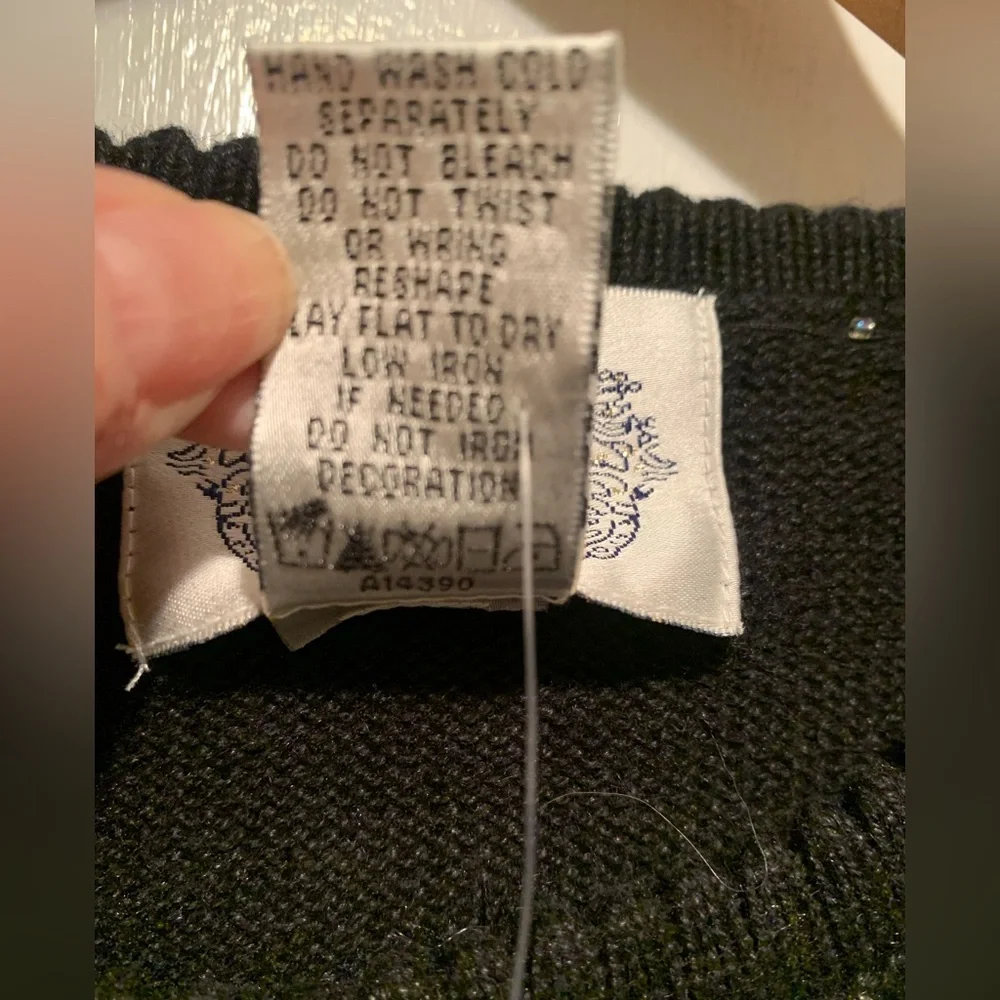 HAND WASH COLD
SEPARATELY
DO NOT BLEACH
DO NOT TWIST
OR WRING
RESHAPE
LAY FLAT TO DRY
LOW IRON
IF NEEDED
DO NOT IRON
DECORATION
A14390